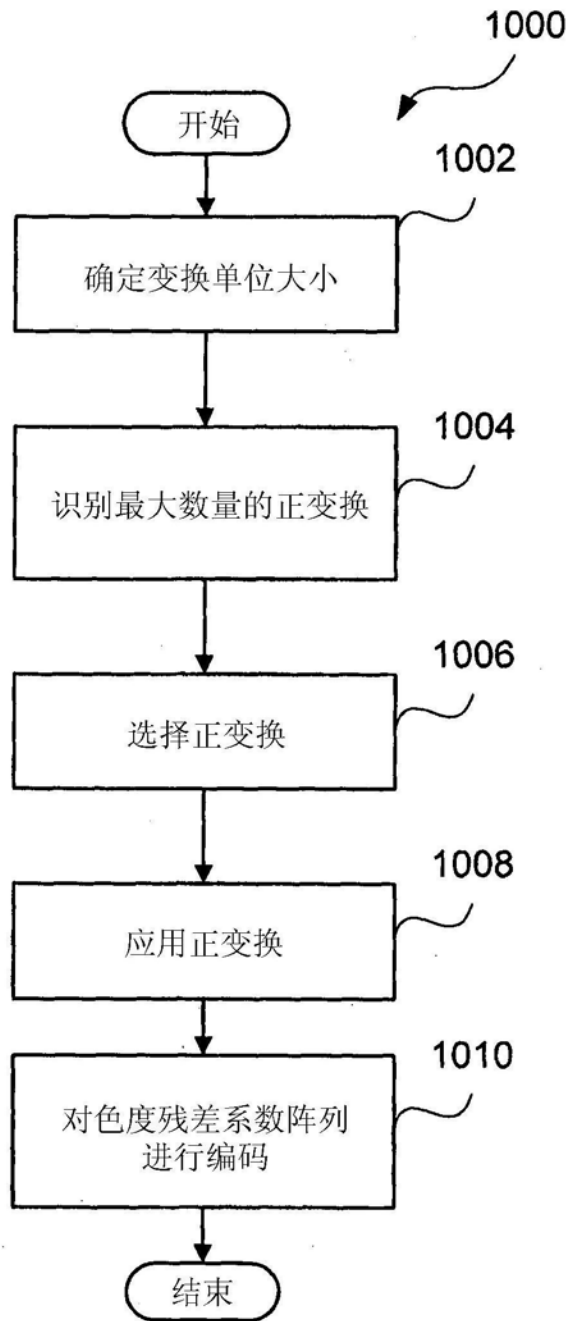 1000
开始
1002
确定变换单位大小
1004
识别最大数量的正变换
1006
选择正变换
1008
应用正变换
1010
对色度残差系数阵列
进行编码
结束